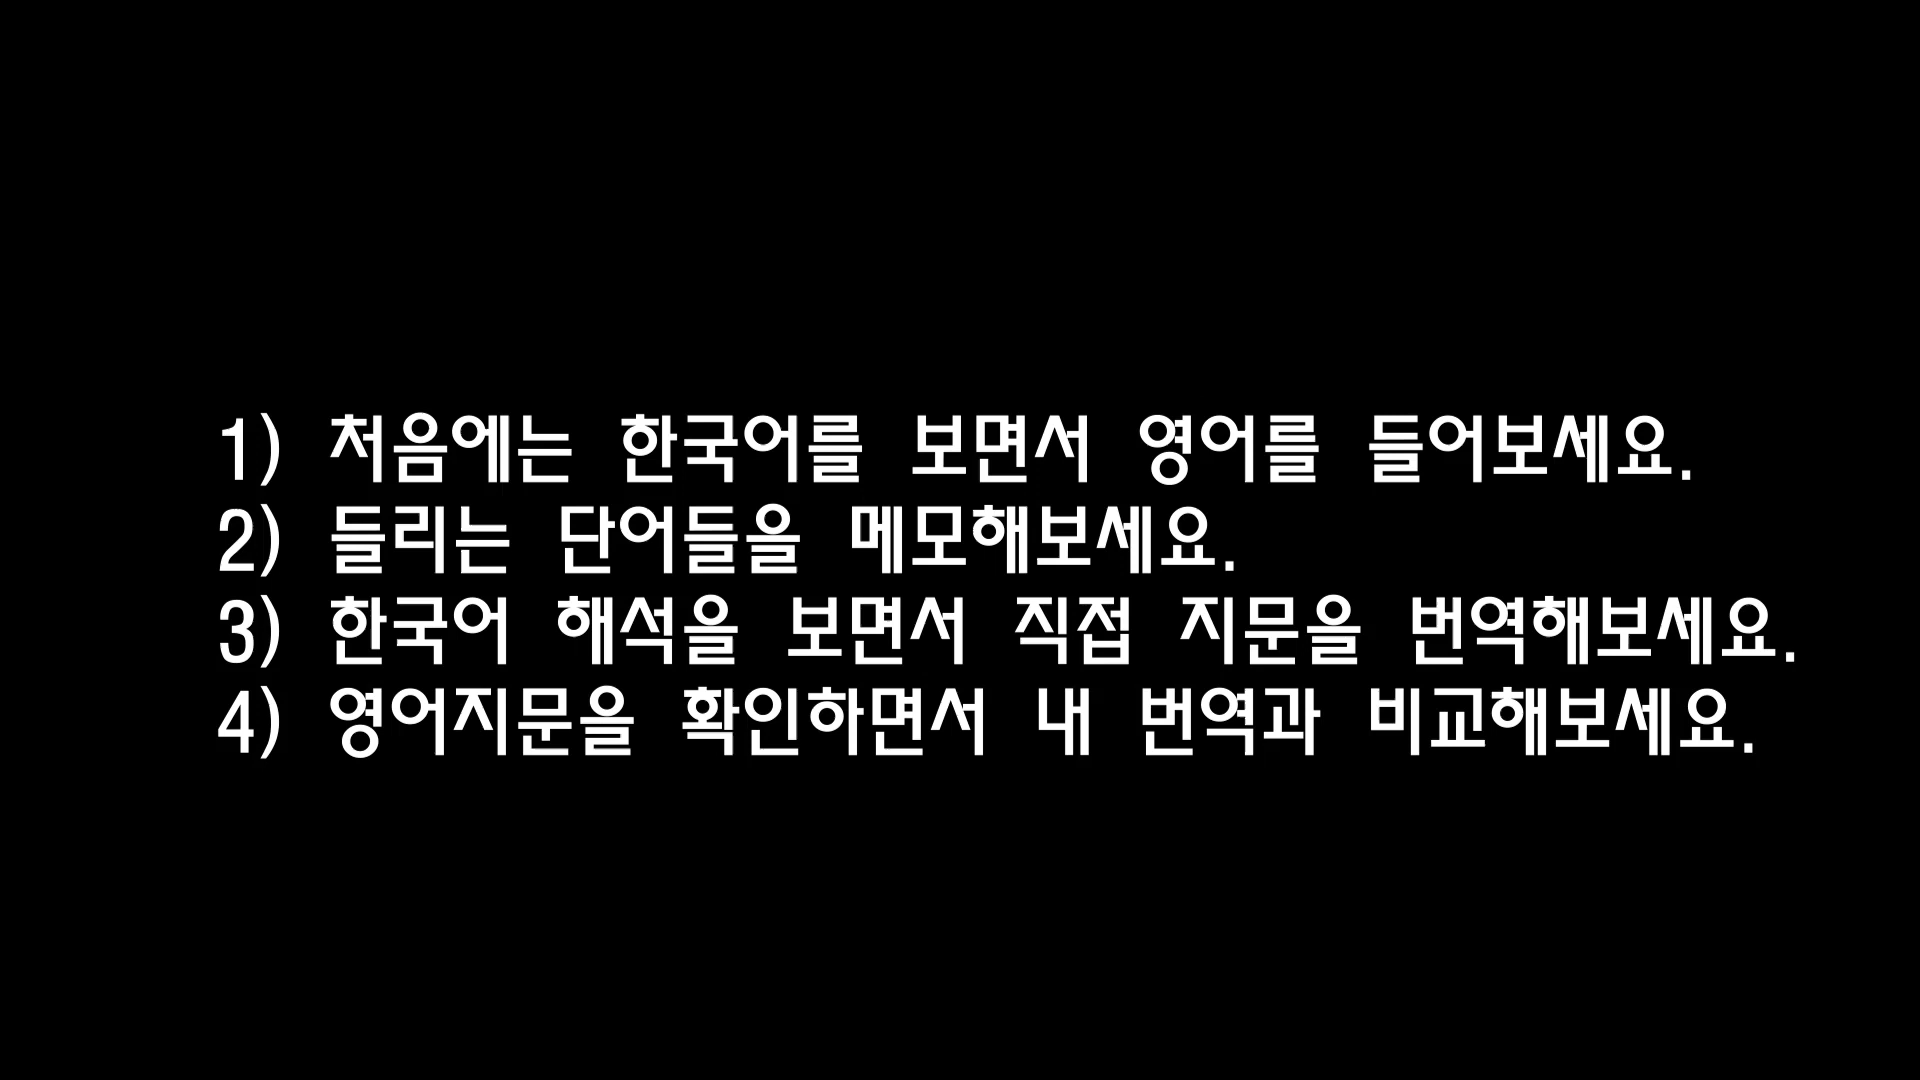 1) 처음에는 한국어를 보면서 영어를 들어보세요.
2) 들리는 단어들을 메모해보세요.
3) 한국어 해석을 보면서 직접 지문을 번역해보세요.
4) 영어지문을 확인하면서 내 번역과 비교해보세요.